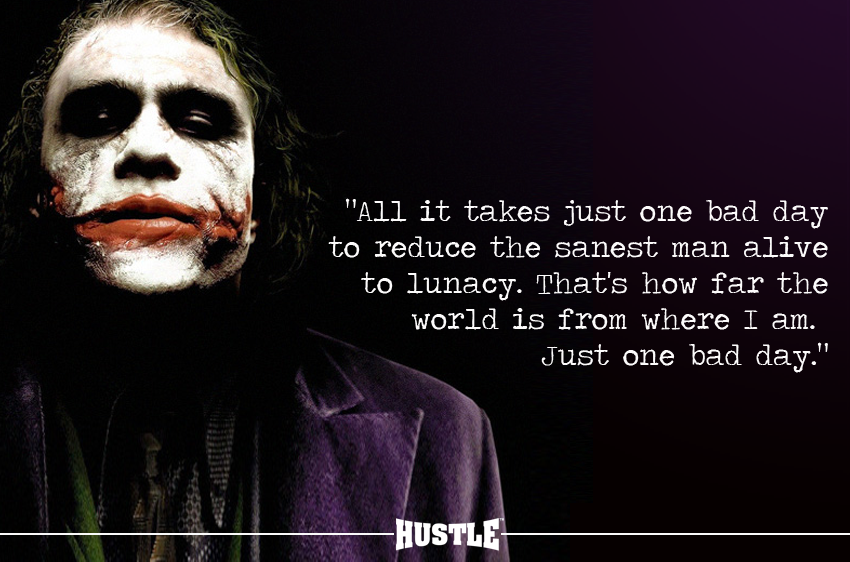 "All it takes just one bad day
to reduce the sanest man alive
to lunacy. That's how far the
world is from where I am.
Just one bad day."
HUSTLE